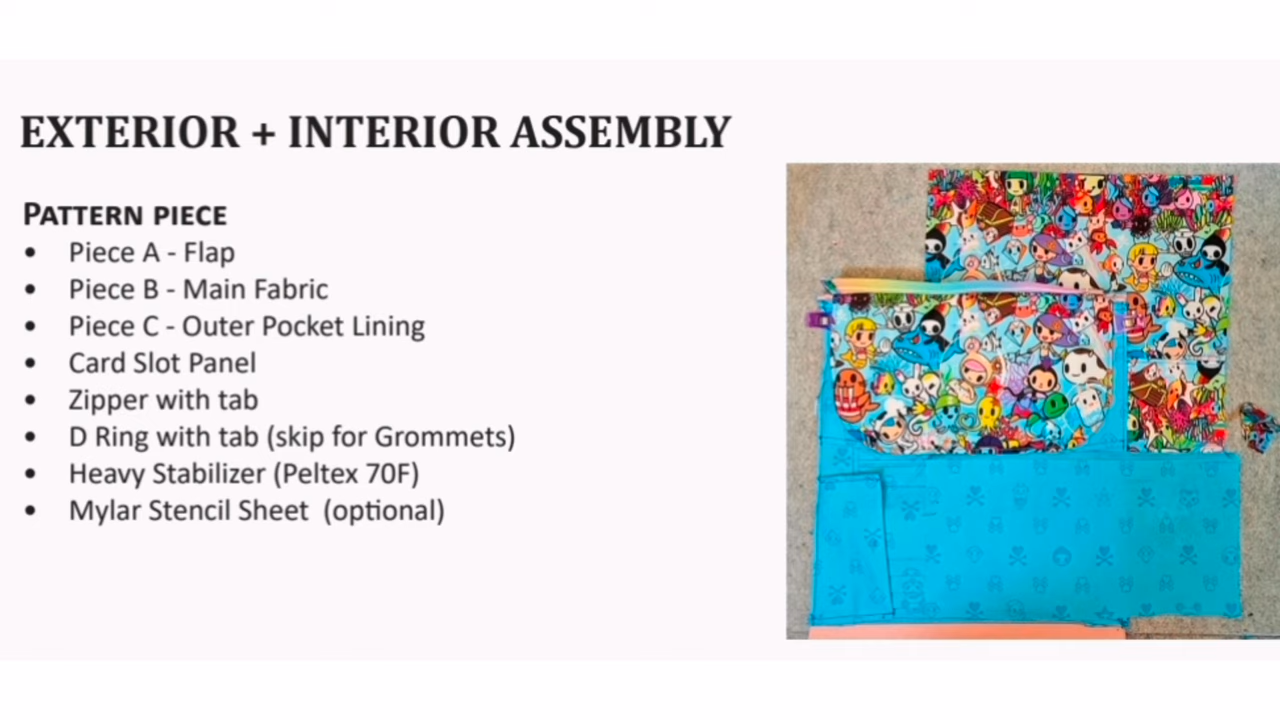 EXTERIOR + INTERIOR ASSEMBLY
PATTERN PIECE
• Piece A - Flap
• Piece B - Main Fabric
• Piece C - Outer Pocket Lining
• Card Slot Panel
• Zipper with tab
• D Ring with tab (skip for Grommets)
• Heavy Stabilizer (Peltex 70F)
• Mylar Stencil Sheet (optional)